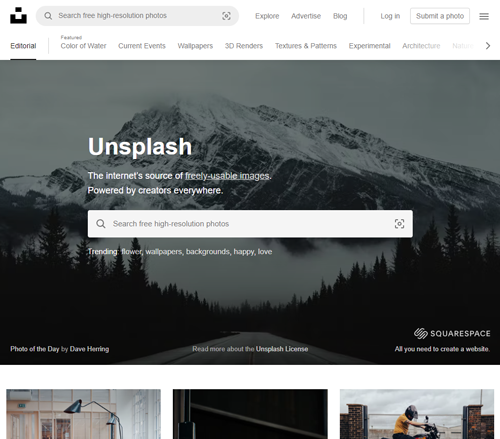 Search free high-resolution photos
Explore Advertise Blog Log in Submit a photo
Editorial
Featured
Color of Water Current Events Wallpapers 3D Renders Textures & Patterns Experimental Architecture
Unsplash
The internet's source of freely-usable images.
Powered by creators everywhere.
Search free high-resolution photos
Trending: flower, wallpapers, backgrounds, happy, love
SQUARESPACE
Photo of the Day by Dave Herring Read more about the Unsplash License All you need to create a website.